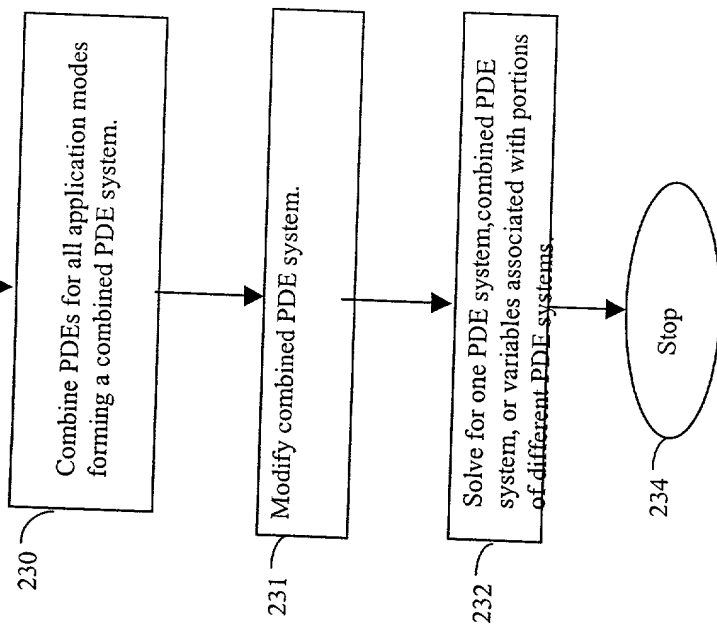 Combine PDEs for all application modes
forming a combined PDE system.
230
Modify combined PDE system.
231
Solve for one PDE system,combined PDE
system, or variables associated with portions
of different PDE systems.
232
Stop
234